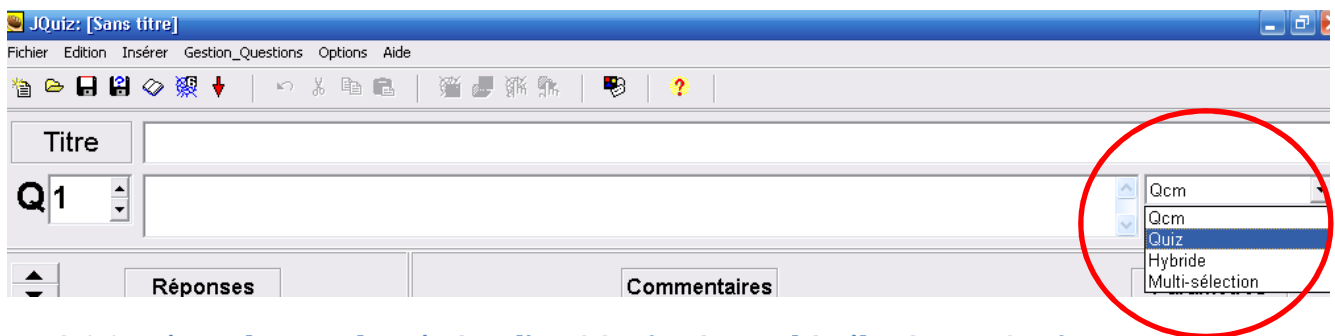 JQuiz: [Sans titre]
Fichier Edition Insérer Gestion_Questions Options Aide
Titre
Q 1 Qcm
Qcm
Quiz
Hybride
Multi-sélection
Réponses Commentaires